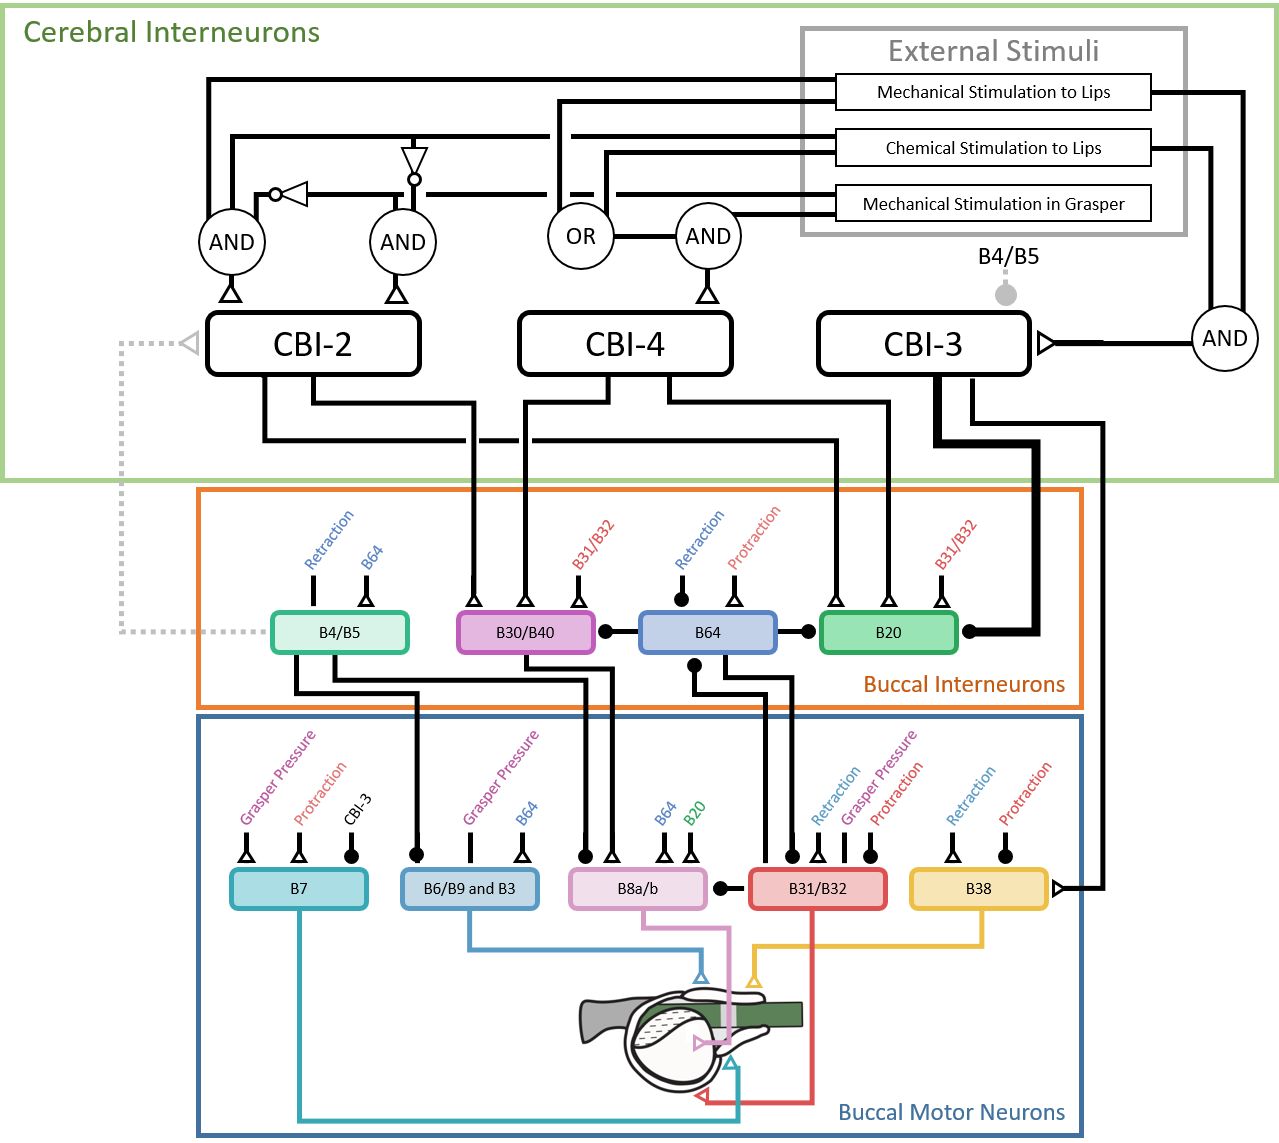 Cerebral Interneurons
External Stimuli
Mechanical Stimulation to Lips
Chemical Stimulation to Lips
Mechanical Stimulation in Grasper
AND
AND
OR
AND
B4/B5
AND
CBI-2
CBI-4
CBI-3
Retraction
B64
B31/B32
Retraction
Protraction
B31/B32
B4/B5
B30/B40
B64
B20
Buccal Interneurons
Grasper Pressure
Protraction
CBI-3
Grasper Pressure
B64
B64
B20
Retraction
Grasper Pressure
Protraction
Retraction
Protraction
B7
B6/B9 and B3
B8a/b
B31/B32
B38
Buccal Motor Neurons